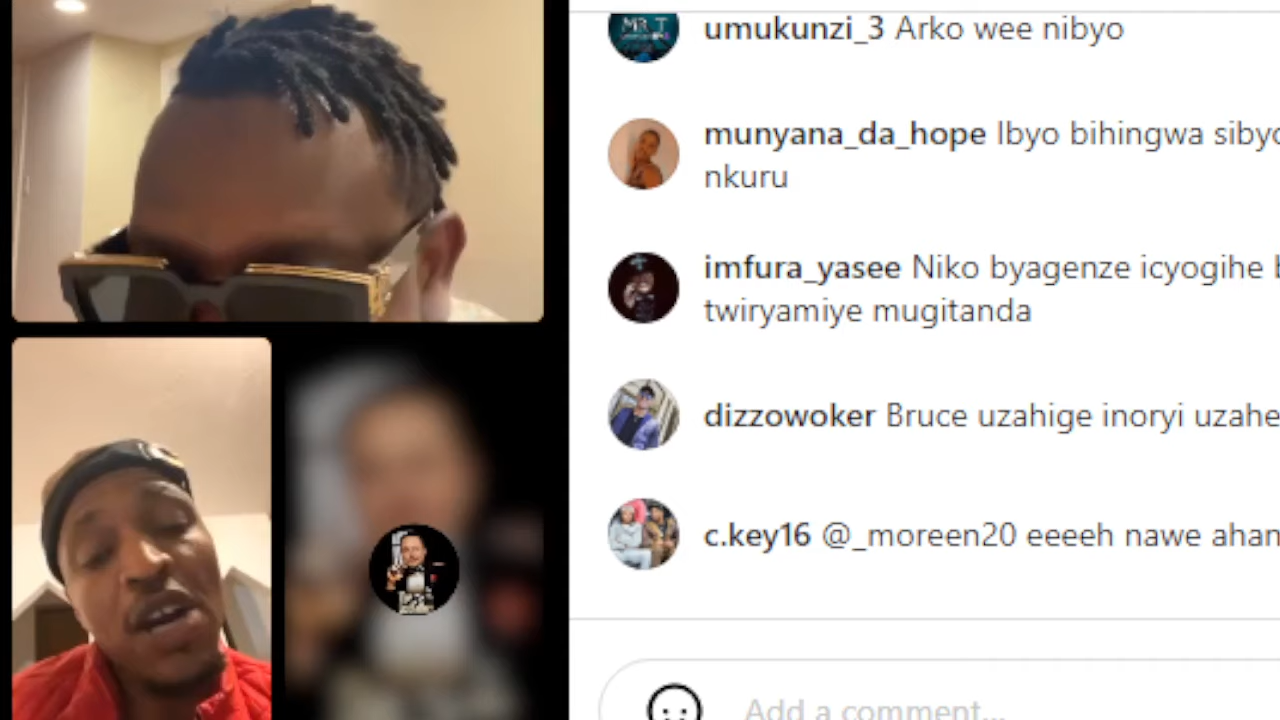 umukunzi_3 Arko wee nibyo
munyana_da_hope Ibyo bihingwa sibyo
nkuru
imfura_yasee Niko byagenze icyogihe b
twiryamiye mugitanda
dizzowoker Bruce uzahige inoryi uzahe
c.key16 @_moreen20 eeeeh nawe ahan
Add a comment...